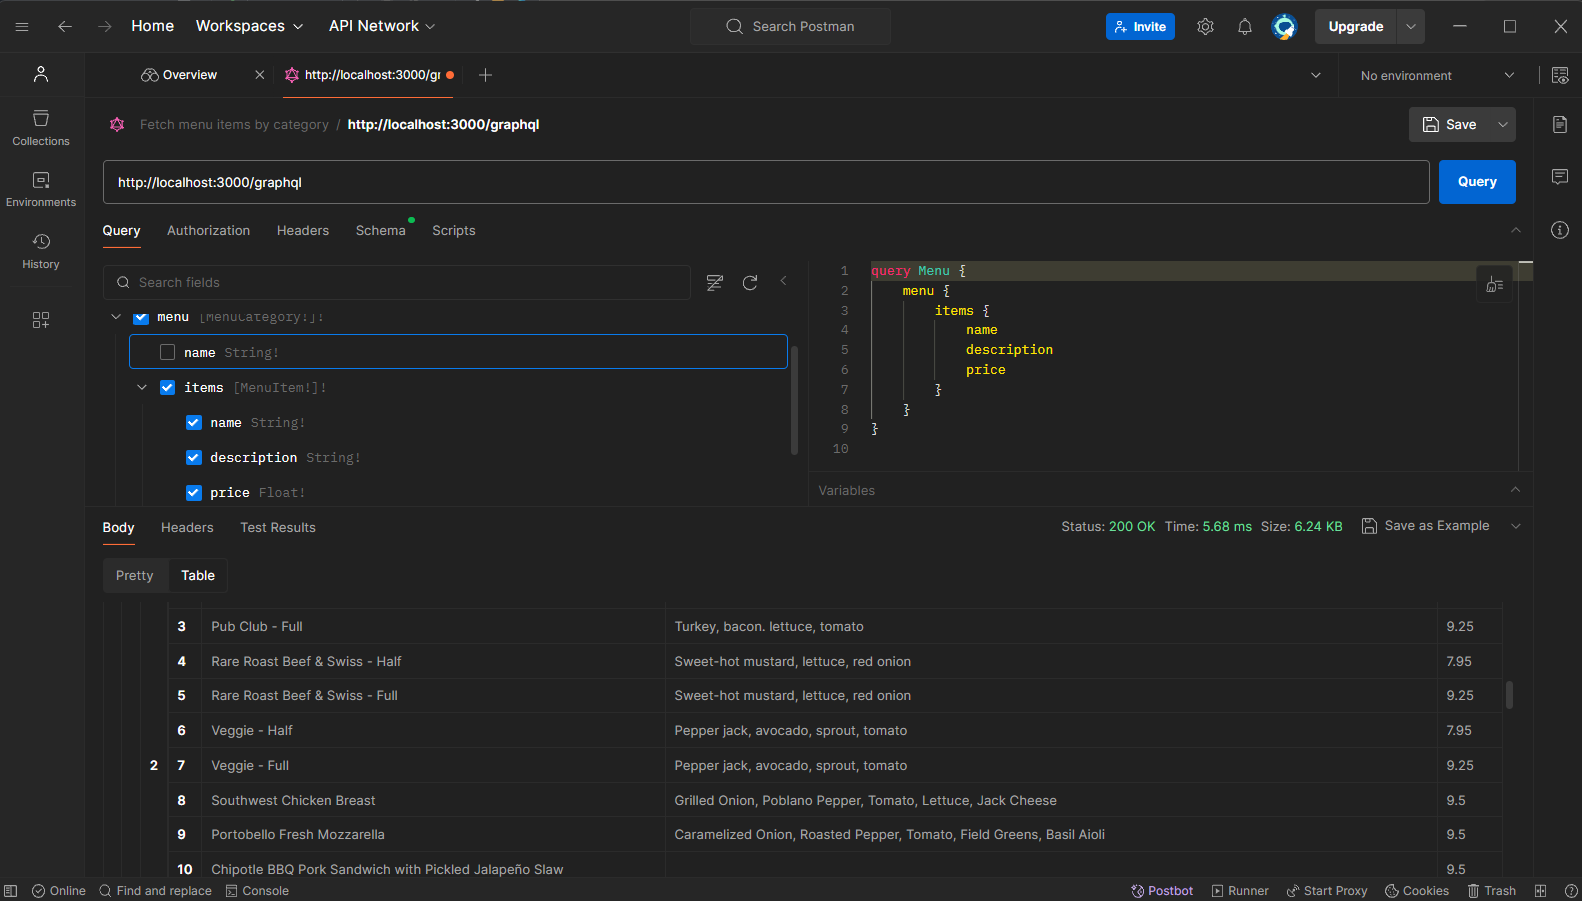 Home Workspaces API Network Search Postman Invite Upgrade
Overview http://localhost:3000/gr No environment
Fetch menu items by category / http://localhost:3000/graphql Save
http://localhost:3000/graphql Query
Collections
Environments
History
Query Authorization Headers Schema Scripts
Search fields
menu [MenuCategory!]!
name String!
items [MenuItem!]!
name String!
description String!
price Float!
1 query Menu {
2 menu {
3 items {
4 name
5 description
6 price
7 }
8 }
9 }
10
Variables
Body Headers Test Results Status: 200 OK Time: 5.68 ms Size: 6.24 KB Save as Example
Pretty Table
3 Pub Club - Full Turkey, bacon. lettuce, tomato 9.25
4 Rare Roast Beef & Swiss - Half Sweet-hot mustard, lettuce, red onion 7.95
5 Rare Roast Beef & Swiss - Full Sweet-hot mustard, lettuce, red onion 9.25
6 Veggie - Half Pepper jack, avocado, sprout, tomato 7.95
2 7 Veggie - Full Pepper jack, avocado, sprout, tomato 9.25
8 Southwest Chicken Breast Grilled Onion, Poblano Pepper, Tomato, Lettuce, Jack Cheese 9.5
9 Portobello Fresh Mozzarella Caramelized Onion, Roasted Pepper, Tomato, Field Greens, Basil Aioli 9.5
10 Chipotle BBQ Pork Sandwich with Pickled Jalapeño Slaw 9.5
Online Find and replace Console Postbot Runner Start Proxy Cookies Trash